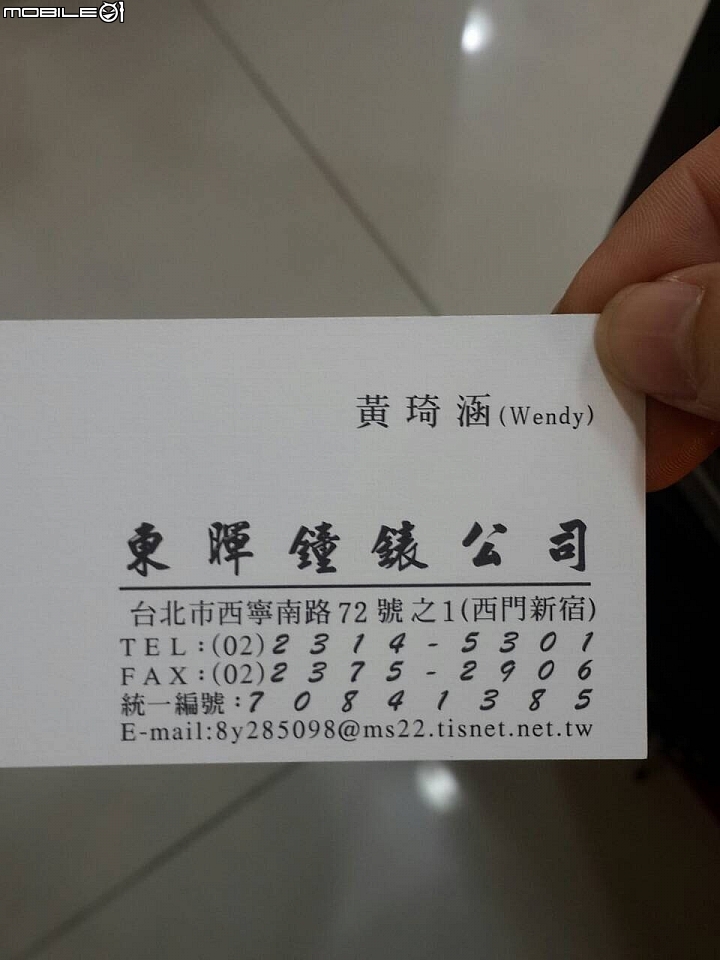 MOBILE01
黃琦涵(Wendy)
東暉鐘錶公司
台北市西寧南路72號之1(西門新宿)
TEL:(02)2314-5301
FAX:(02)2375-2906
統一編號:70841385
E-mail:8y285098@ms22.tisnet.net.tw